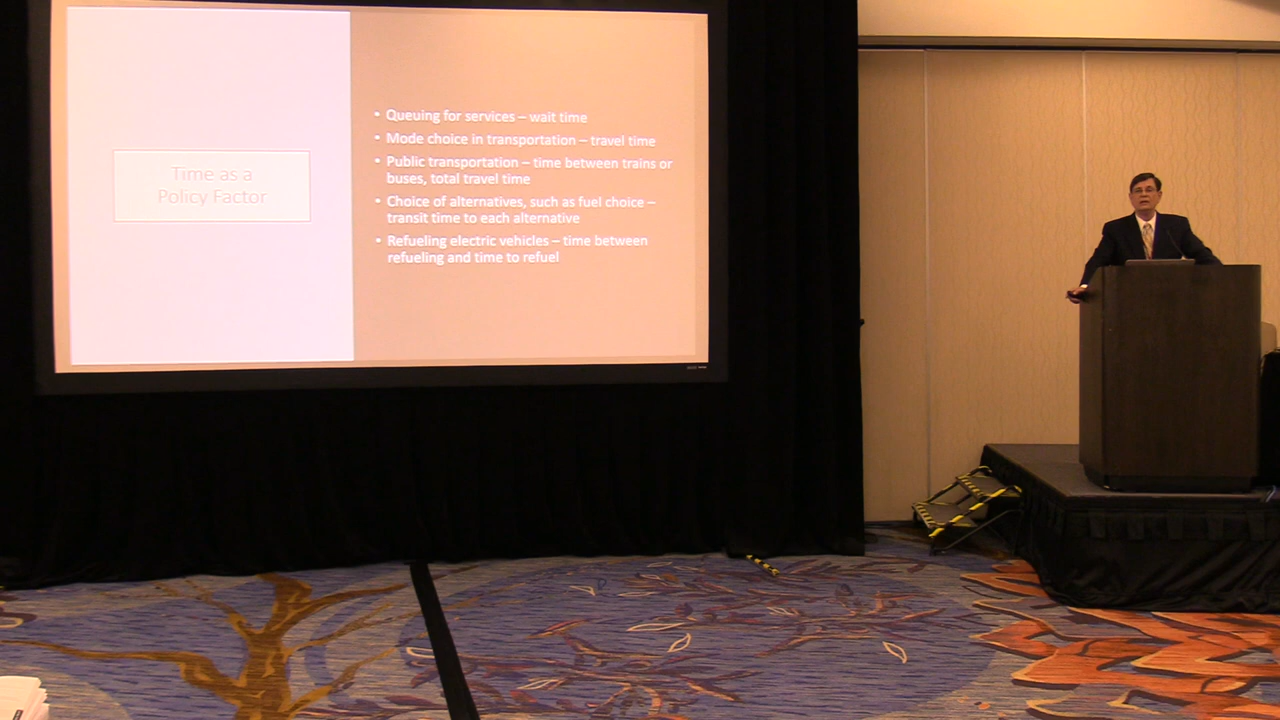 Time as a
Policy Factor
• Queuing for services – wait time
• Mode choice in transportation – travel time
• Public transportation – time between trains or
buses, total travel time
• Choice of alternatives, such as fuel choice –
transit time to each alternative
• Refueling electric vehicles – time between
refueling and time to refuel